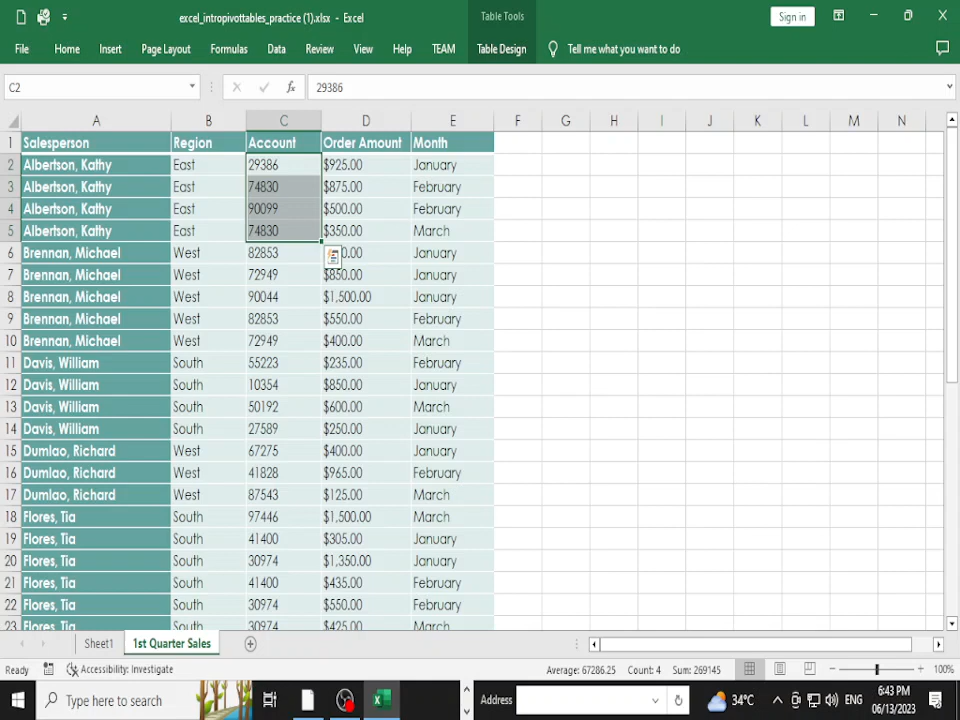 excel_intropivottables_practice (1).xlsx - Excel
Table Tools
Sign in
File Home Insert Page Layout Formulas Data Review View Help TEAM Table Design Tell me what you want to do
C2 fx 29386
A B C D E F G H I J K L M N
1 Salesperson Region Account Order Amount Month
2 Albertson, Kathy East 29386 $925.00 January
3 Albertson, Kathy East 74830 $875.00 February
4 Albertson, Kathy East 90099 $500.00 February
5 Albertson, Kathy East 74830 $350.00 March
6 Brennan, Michael West 82853 0.00 January
7 Brennan, Michael West 72949 $850.00 January
8 Brennan, Michael West 90044 $1,500.00 January
9 Brennan, Michael West 82853 $550.00 February
10 Brennan, Michael West 72949 $400.00 March
11 Davis, William South 55223 $235.00 February
12 Davis, William South 10354 $850.00 January
13 Davis, William South 50192 $600.00 March
14 Davis, William South 27589 $250.00 January
15 Dumlao, Richard West 67275 $400.00 January
16 Dumlao, Richard West 41828 $965.00 February
17 Dumlao, Richard West 87543 $125.00 March
18 Flores, Tia South 97446 $1,500.00 March
19 Flores, Tia South 41400 $305.00 January
20 Flores, Tia South 30974 $1,350.00 January
21 Flores, Tia South 41400 $435.00 February
22 Flores, Tia South 30974 $550.00 February
23 Flores, Tia South 30974 $425.00 March
Sheet1 1st Quarter Sales
Ready Accessibility: Investigate Average: 67286.25 Count: 4 Sum: 269145 100%
Type here to search Address 34°C ENG 6:43 PM
06/13/2023